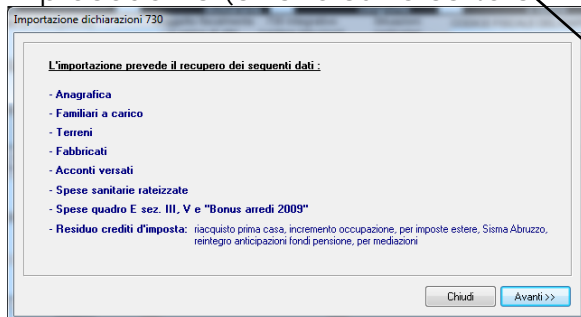 Importazione dichiarazioni 730
L'importazione prevede il recupero dei seguenti dati :
- Anagrafica
- Familiari a carico
- Terreni
- Fabbricati
- Acconti versati
- Spese sanitarie rateizzate
- Spese quadro E sez. III, V e "Bonus arredi 2009"
- Residuo crediti d'imposta: riacquisto prima casa, incremento occupazione, per imposte estere, Sisma Abruzzo,
reintegro anticipazioni fondi pensione, per mediazioni
Chiudi Avanti >>